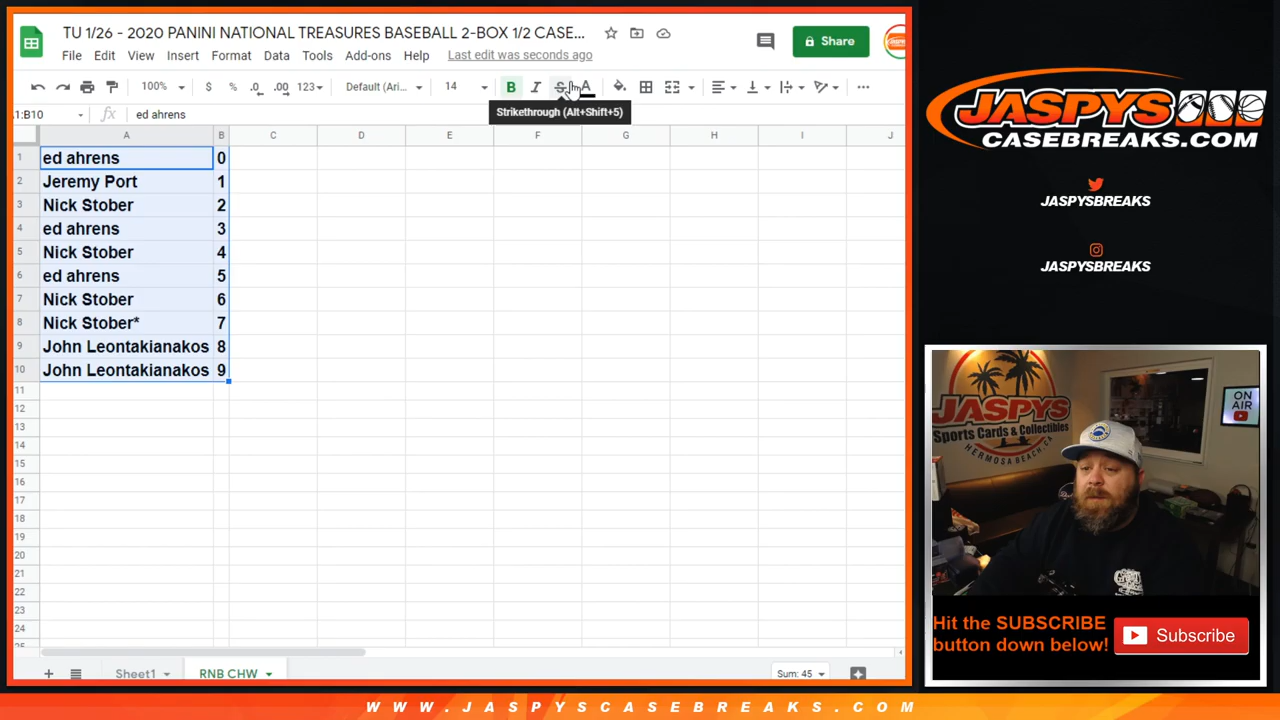 TU 1/26 - 2020 PANINI NATIONAL TREASURES BASEBALL 2-BOX 1/2 CASE...
File Edit View Insert Format Data Tools Add-ons Help Last edit was seconds ago
Share
100% $ % .0 .00 123 Default (Ari... 14 B I S A
Strikethrough (Alt+Shift+5)
1:B10 fx ed ahrens
A B C D E F G H I J
1 ed ahrens 0
2 Jeremy Port 1
3 Nick Stober 2
4 ed ahrens 3
5 Nick Stober 4
6 ed ahrens 5
7 Nick Stober 6
8 Nick Stober* 7
9 John Leontakianakos 8
10 John Leontakianakos 9
11
12
13
14
15
16
17
18
19
20
21
22
23
24
Sheet1 RNB CHW Sum: 45
JASPYS
CASEBREAKS.COM
JASPYSBREAKS
JASPYSBREAKS
JASPYS
Sports Cards & Collectibles
HERMOSA BEACH, CA
ON
AIR
Hit the SUBSCRIBE
button down below!
Subscribe
WWW.JASPYSCASEBREAKS.COM